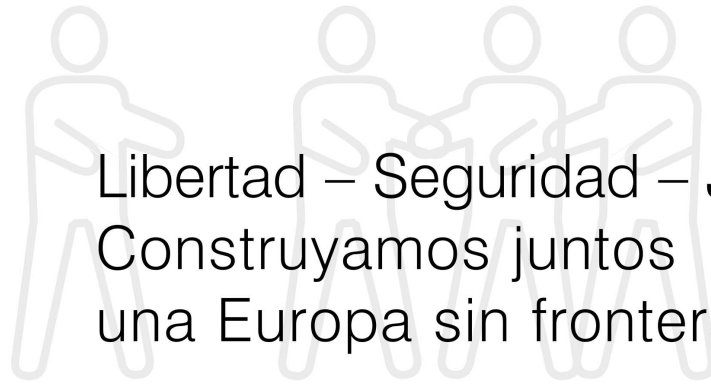 Libertad – Seguridad –
Construyamos juntos
una Europa sin fronter